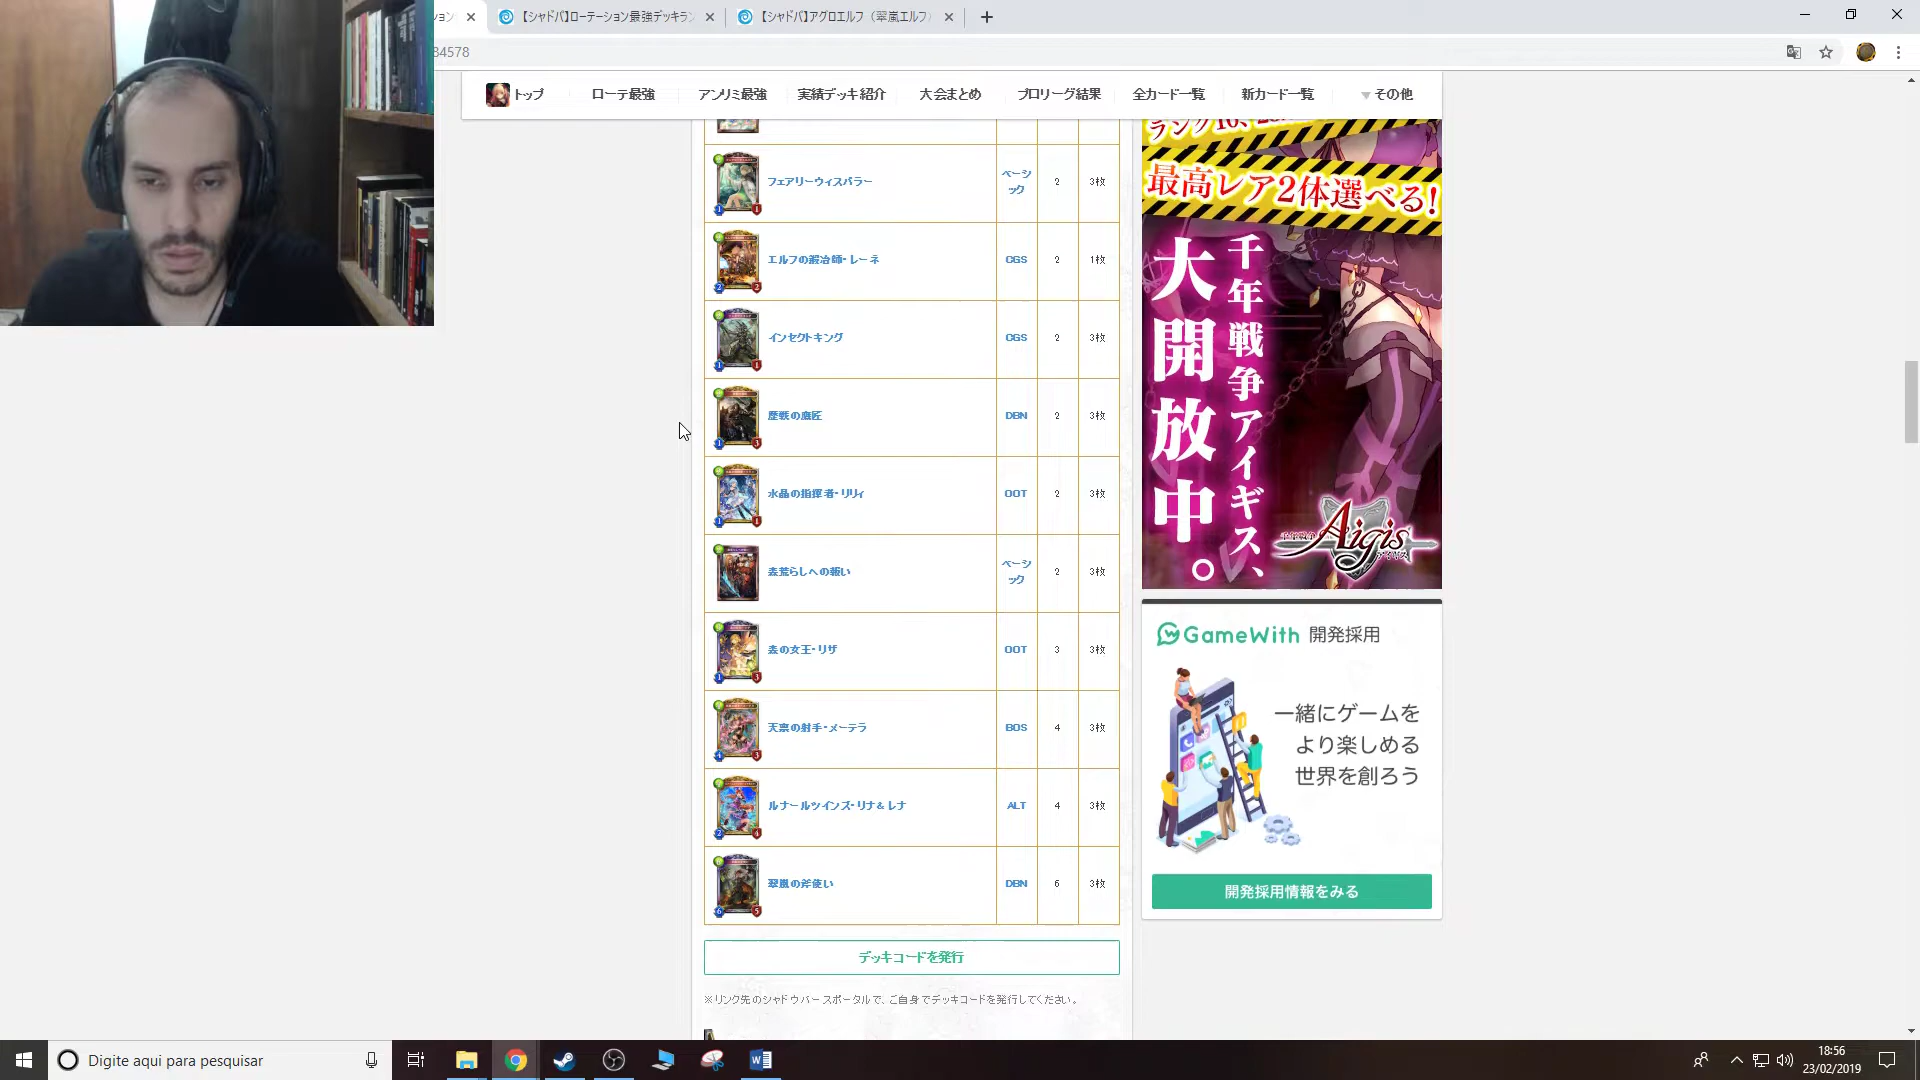 【シャドバ】ローテーション最強デッキラン
【シャドバ】アグロエルフ（翠嵐エルフ）
34578
トップ
ローテ最強
アンリミ最強
実績デッキ紹介
大会まとめ
プロリーグ結果
全カード一覧
新カード一覧
その他
フェアリーウィスパラー
ベーシック
2
3枚
エルフの鍛冶師・レーネ
CGS
2
1枚
インセクトキング
CGS
2
3枚
歴戦の鷹匠
DBN
2
3枚
水晶の指揮者・リリィ
OOT
2
3枚
森荒らしへの報い
ベーシック
2
3枚
森の女王・リザ
OOT
3
3枚
天禀の射手・メーテラ
BOS
4
3枚
ルナールツインズ・リナ&レナ
ALT
4
3枚
翠嵐の斧使い
DBN
6
3枚
デッキコードを発行
※リンク先のシャドウバースポータルで、ご自身でデッキコードを発行してください。
最高レア2体選べる!
千年戦争アイギス、
大開放中。
Aigis
GameWith 開発採用
一緒にゲームを
より楽しめる
世界を創ろう
開発採用情報をみる
Digite aqui para pesquisar
18:56
23/02/2019